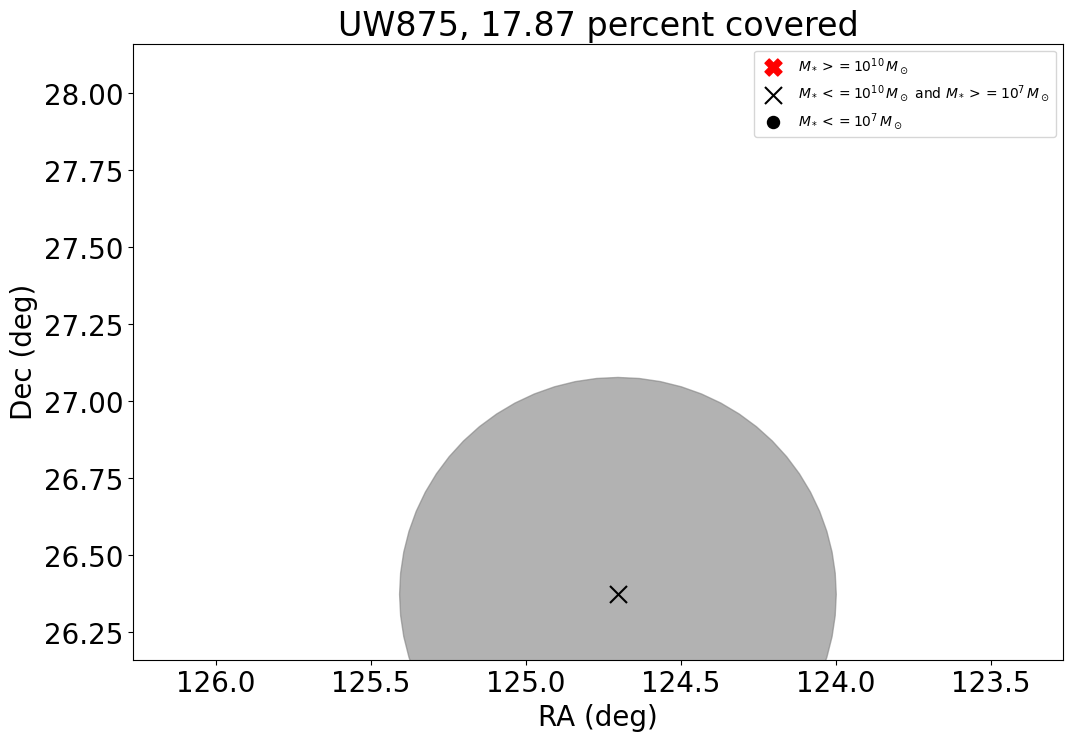 UW875, 17.87 percent covered
M* >= 10^10 M⊙
M* <= 10^10 M⊙ and M* >= 10^7 M⊙
M* <= 10^7 M⊙
28.00
27.75
27.50
27.25
27.00
26.75
26.50
26.25
Dec (deg)
126.0 125.5 125.0 124.5 124.0 123.5
RA (deg)